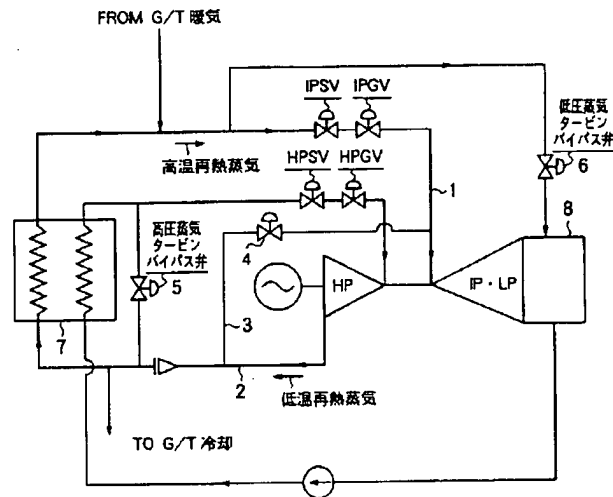 FROM G/T 暖気
IPSV IPGV
高温再熱蒸気
HPSV HPGV
低圧蒸気
タービン
バイパス弁
6
1
8
高圧蒸気
タービン
バイパス弁
5
4
HP
IP・LP
7
3
2
低温再熱蒸気
TO G/T 冷却